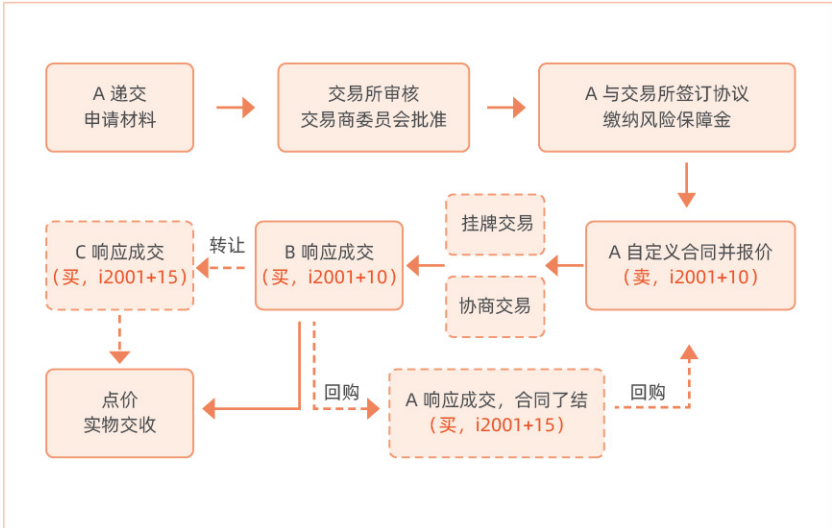 A 递交
申请材料
交易所审核
交易商委员会批准
A 与交易所签订协议
缴纳风险保障金
挂牌交易
协商交易
A 自定义合同并报价
(卖, i2001+10)
B 响应成交
(买, i2001+10)
转让
C 响应成交
(买, i2001+15)
点价
实物交收
回购
A 响应成交，合同了结
(买, i2001+15)
回购